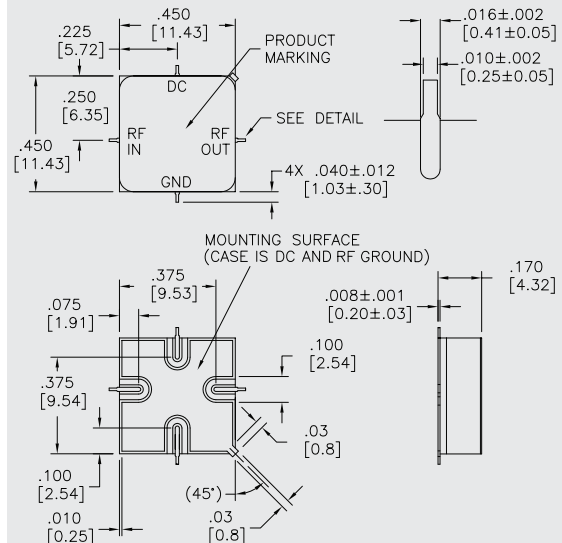 .450
[11.43]
.225
[5.72]
PRODUCT
MARKING
.016±.002
[0.41±0.05]
.010±.002
[0.25±0.05]
DC
.250
[6.35]
SEE DETAIL
RF
IN
RF
OUT
.450
[11.43]
GND
4X .040±.012
[1.03±.30]
MOUNTING SURFACE
(CASE IS DC AND RF GROUND)
.375
[9.53]
.170
[4.32]
.008±.001
[0.20±.03]
.075
[1.91]
.100
[2.54]
.375
[9.54]
.03
[0.8]
.100
[2.54]
(45°)
.010
[0.25]
.03
[0.8]